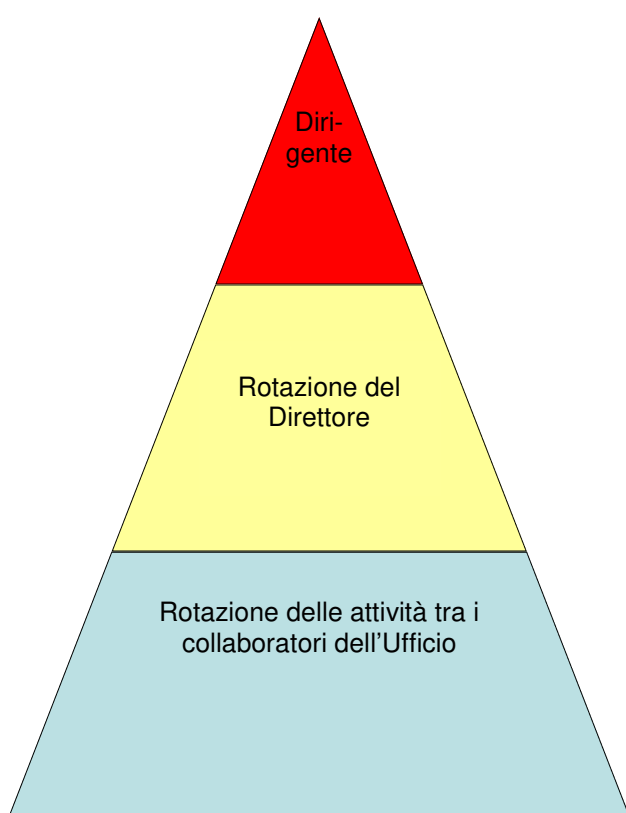 Diri-
gente
Rotazione del
Direttore
Rotazione delle attività tra i
collaboratori dell'Ufficio